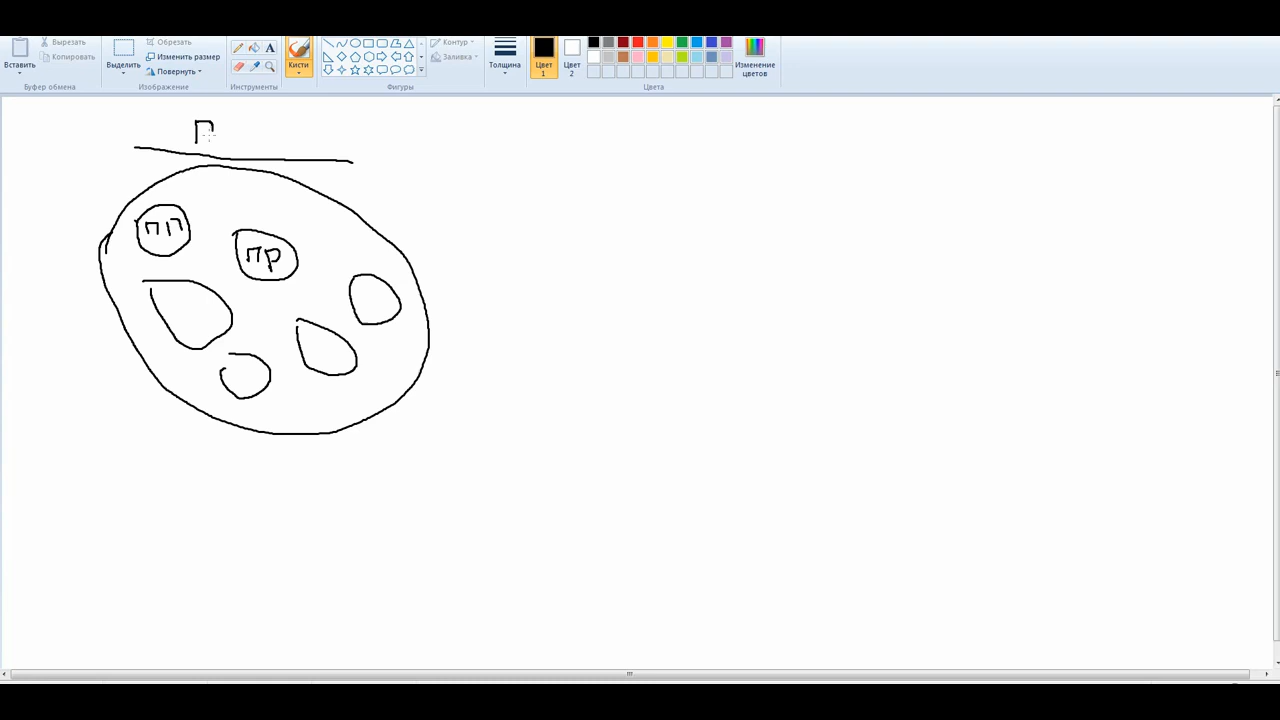 Вставить
Вырезать
Копировать
Буфер обмена
Выделить
Обрезать
Изменить размер
Повернуть
Изображение
Инструменты
Кисти
Фигуры
Контур
Заливка
Толщина
Цвет 1
Цвет 2
Изменение цветов
Цвета
П
пп
пр